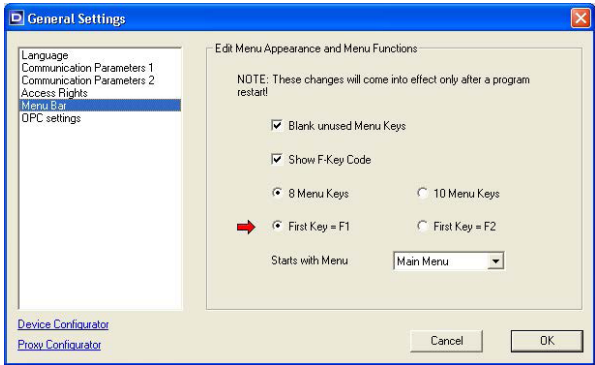 General Settings
Language
Communication Parameters 1
Communication Parameters 2
Access Rights
Menu Bar
OPC settings
Device Configurator
Proxy Configurator
Edit Menu Appearance and Menu Functions
NOTE: These changes will come into effect only after a program
restart!
Blank unused Menu Keys
Show F-Key Code
8 Menu Keys 10 Menu Keys
First Key = F1 First Key = F2
Starts with Menu Main Menu
Cancel OK